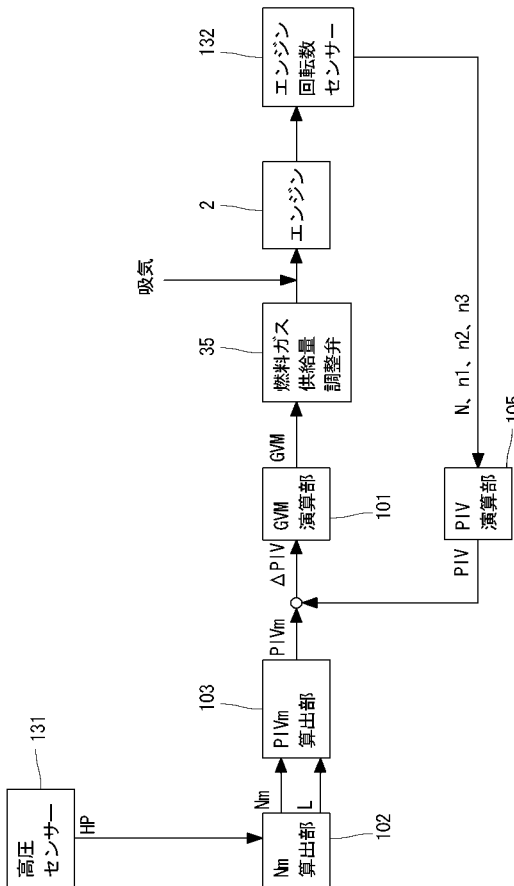 131
高圧
センサー
HP
Nm
算出部
102
Nm
L
103
PIVm
算出部
PIVm
ΔPIV
GVM
演算部
101
GVM
35
燃料ガス
供給量
調整弁
吸気
2
エンジン
132
エンジン
回転数
センサー
N、n1、n2、n3
105
PIV
演算部
PIV